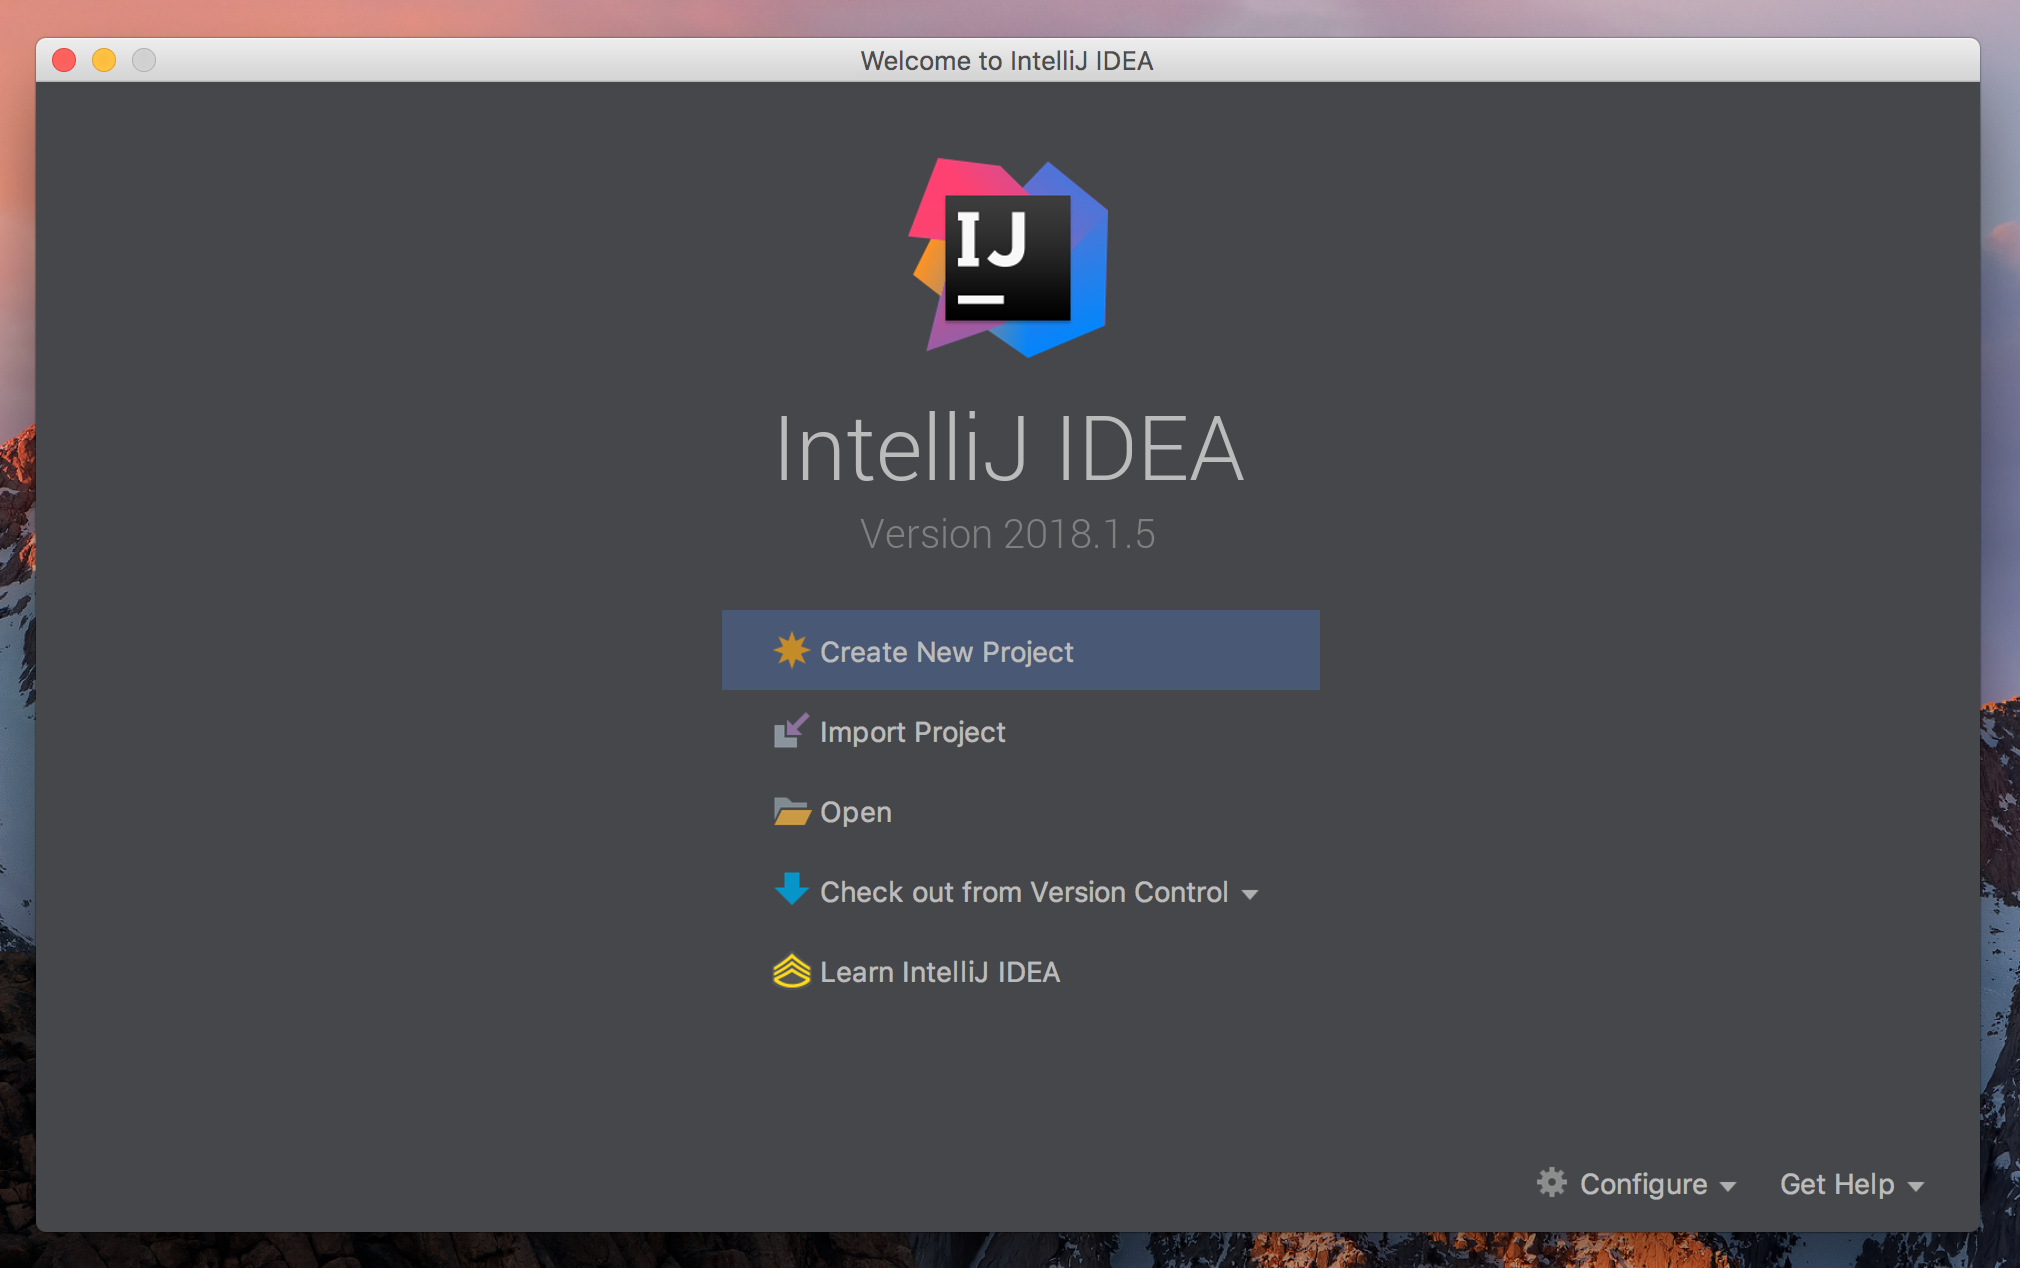 Welcome to IntelliJ IDEA
IJ
IntelliJ IDEA
Version 2018.1.5
Create New Project
Import Project
Open
Check out from Version Control
Learn IntelliJ IDEA
Configure
Get Help